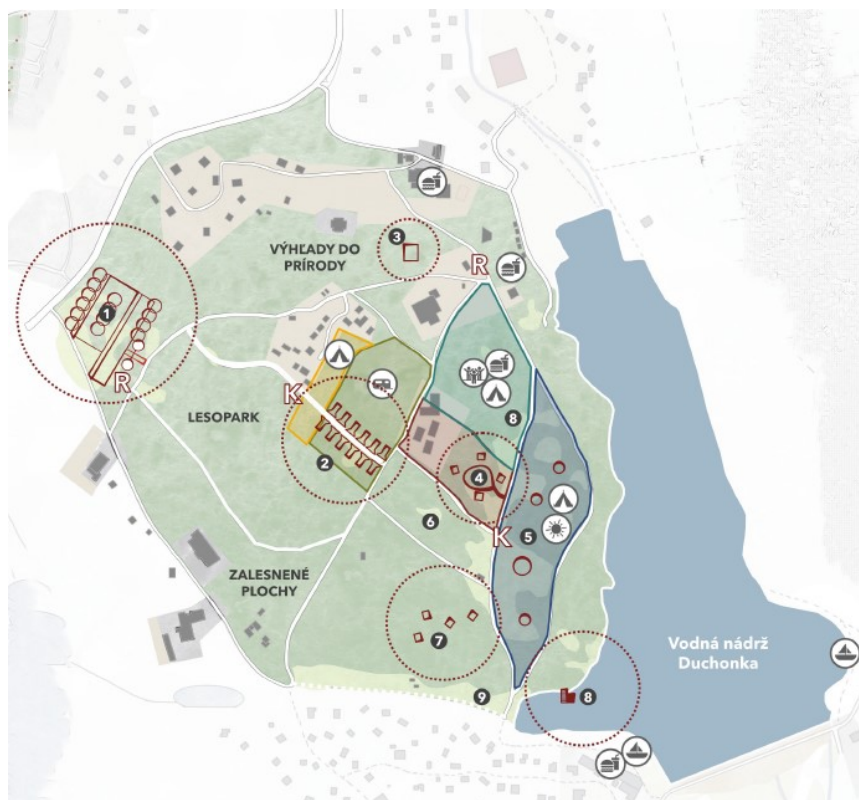 F
3
VÝHĽADY DO
PRÍRODY
R
1
R
K
LESOPARK
8
2
4
6
K
5
ZALESNENÉ
PLOCHY
7
Vodná nádrž
Duchonka
9
8